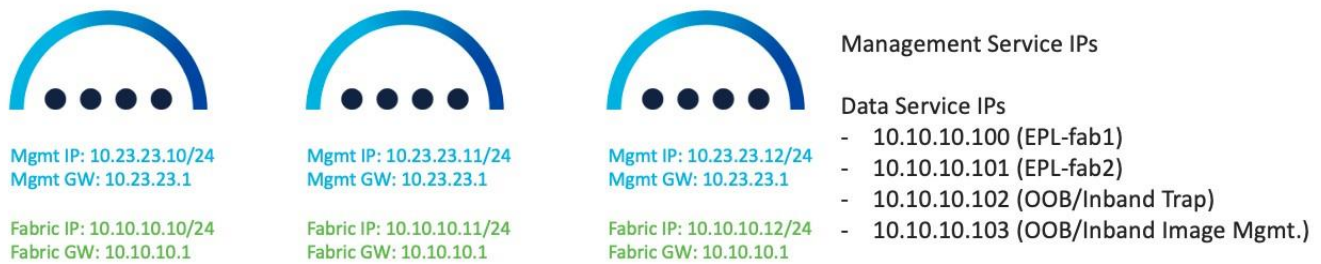 Mgmt IP: 10.23.23.10/24
Mgmt GW: 10.23.23.1
Fabric IP: 10.10.10.10/24
Fabric GW: 10.10.10.1
Mgmt IP: 10.23.23.11/24
Mgmt GW: 10.23.23.1
Fabric IP: 10.10.10.11/24
Fabric GW: 10.10.10.1
Mgmt IP: 10.23.23.12/24
Mgmt GW: 10.23.23.1
Fabric IP: 10.10.10.12/24
Fabric GW: 10.10.10.1
Management Service IPs
Data Service IPs
- 10.10.10.100 (EPL-fab1)
- 10.10.10.101 (EPL-fab2)
- 10.10.10.102 (OOB/Inband Trap)
- 10.10.10.103 (OOB/Inband Image Mgmt.)